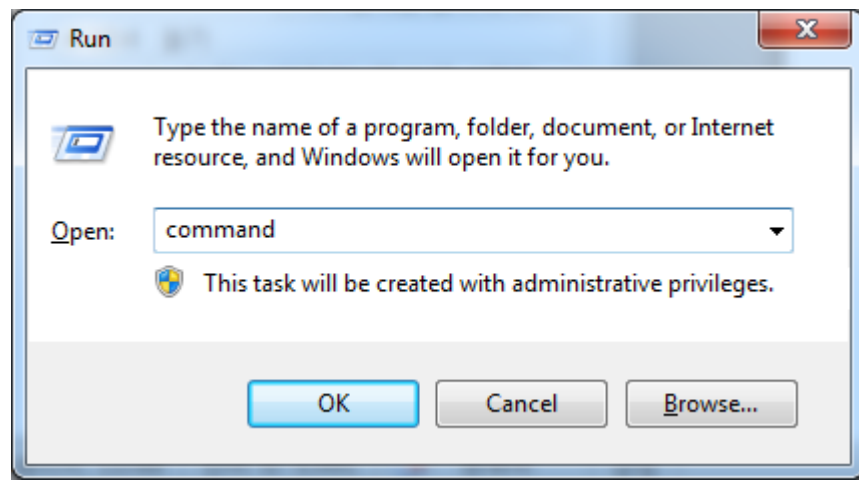 Run
Type the name of a program, folder, document, or Internet
resource, and Windows will open it for you.
Open: command
This task will be created with administrative privileges.
OK Cancel Browse...